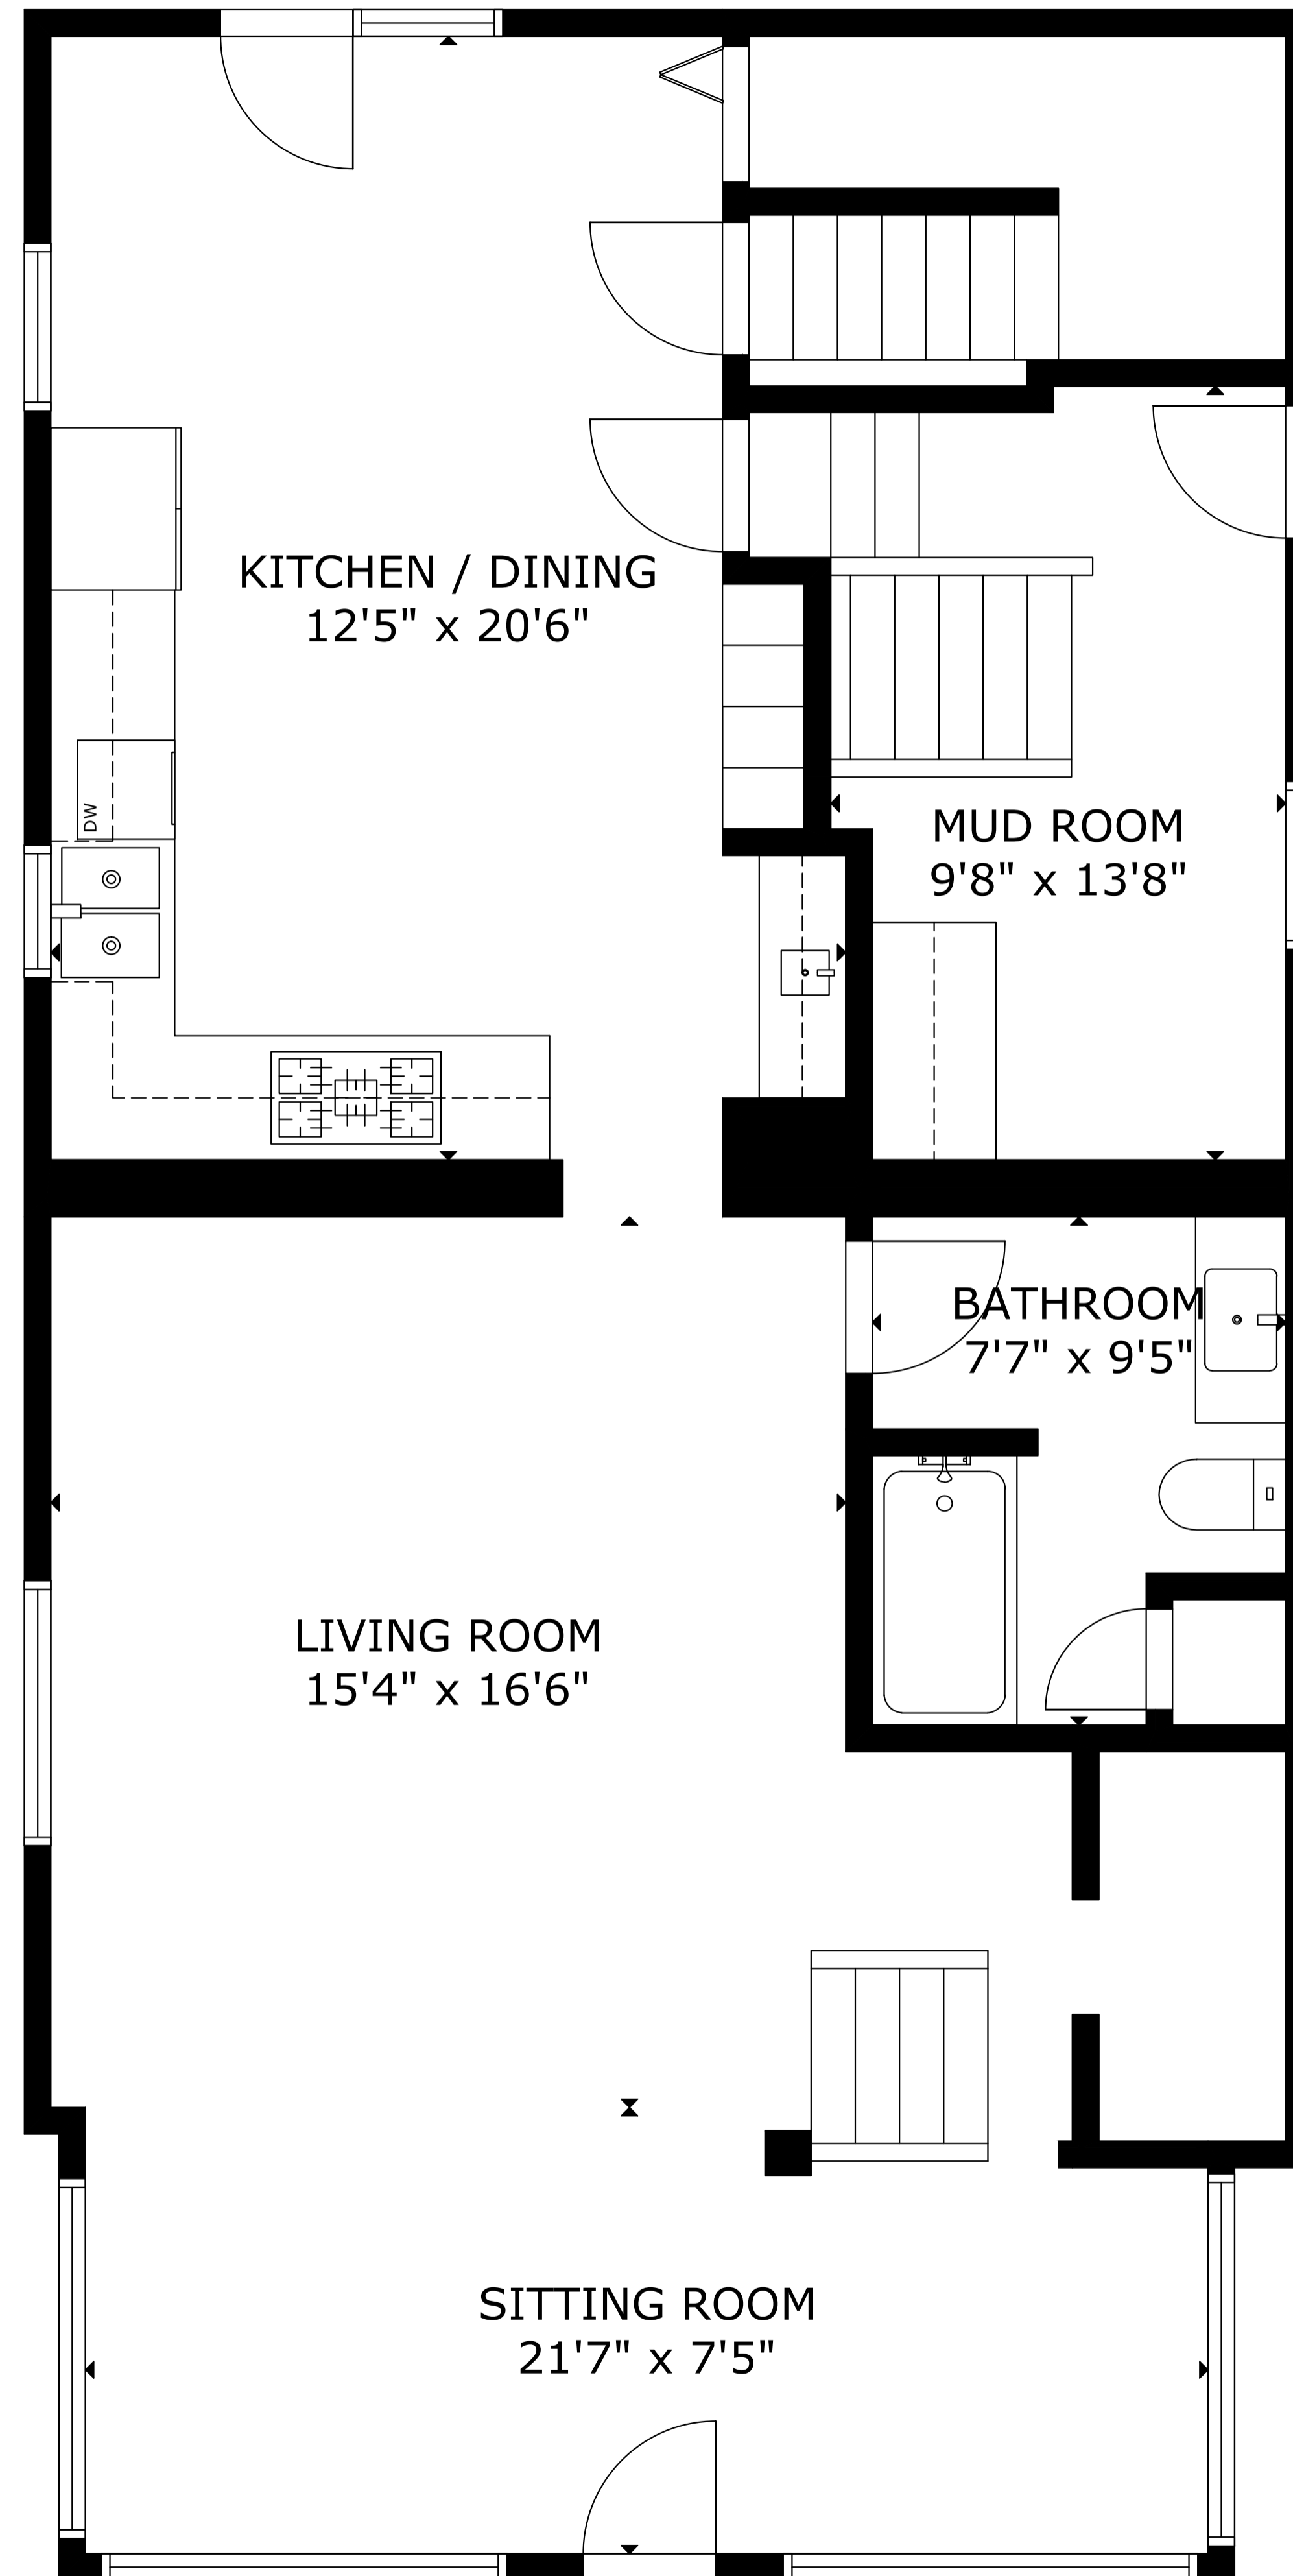 KITCHEN / DINING
12'5" x 20'6"
DW
MUD ROOM
9'8" x 13'8"
BATHROOM
7'7" x 9'5"
LIVING ROOM
15'4" x 16'6"
SITTING ROOM
21'7" x 7'5"